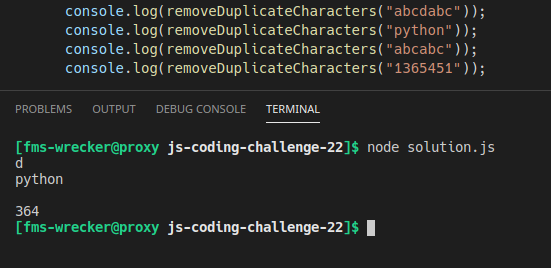 console.log(removeDuplicateCharacters("abcdabc"));
console.log(removeDuplicateCharacters("python"));
console.log(removeDuplicateCharacters("abcabc"));
console.log(removeDuplicateCharacters("1365451"));
PROBLEMS OUTPUT DEBUG CONSOLE TERMINAL
[fms-wrecker@proxy js-coding-challenge-22]$ node solution.js
d
python

364
[fms-wrecker@proxy js-coding-challenge-22]$